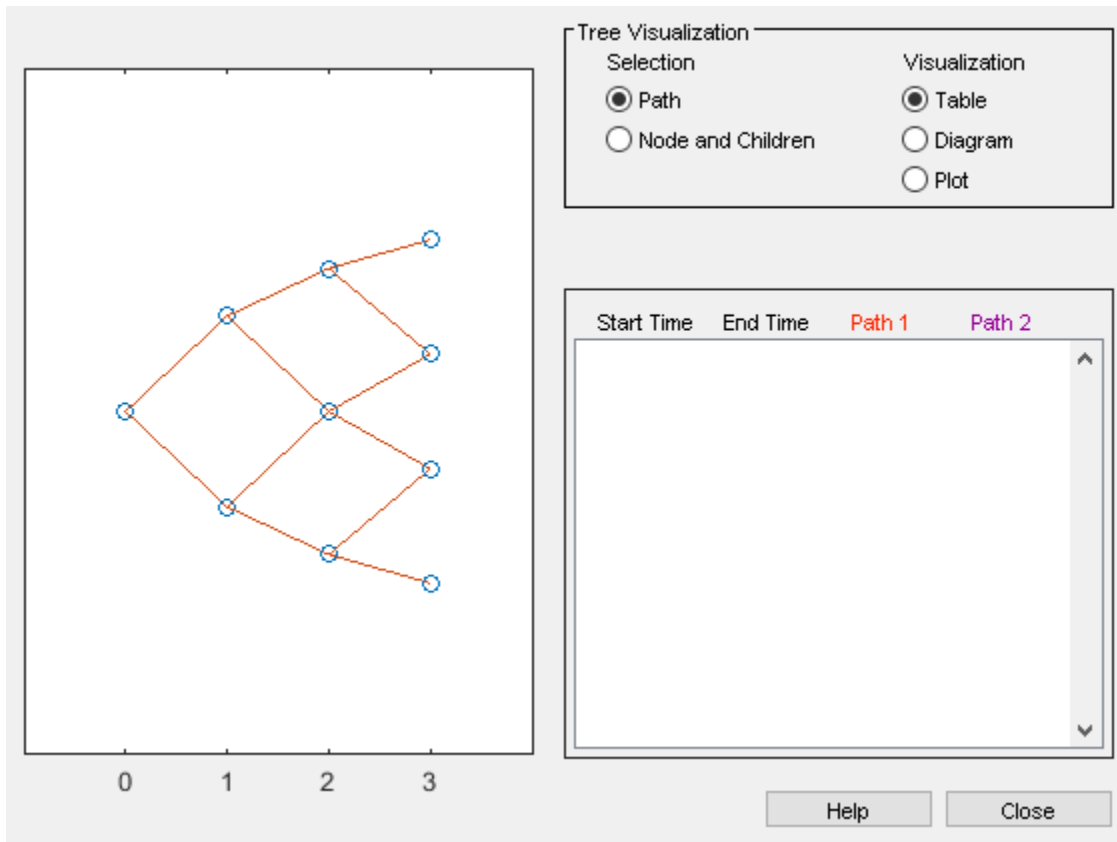 Tree Visualization
Selection
Visualization
Path
Table
Node and Children
Diagram
Plot
Start Time End Time Path 1 Path 2
0 1 2 3
Help Close